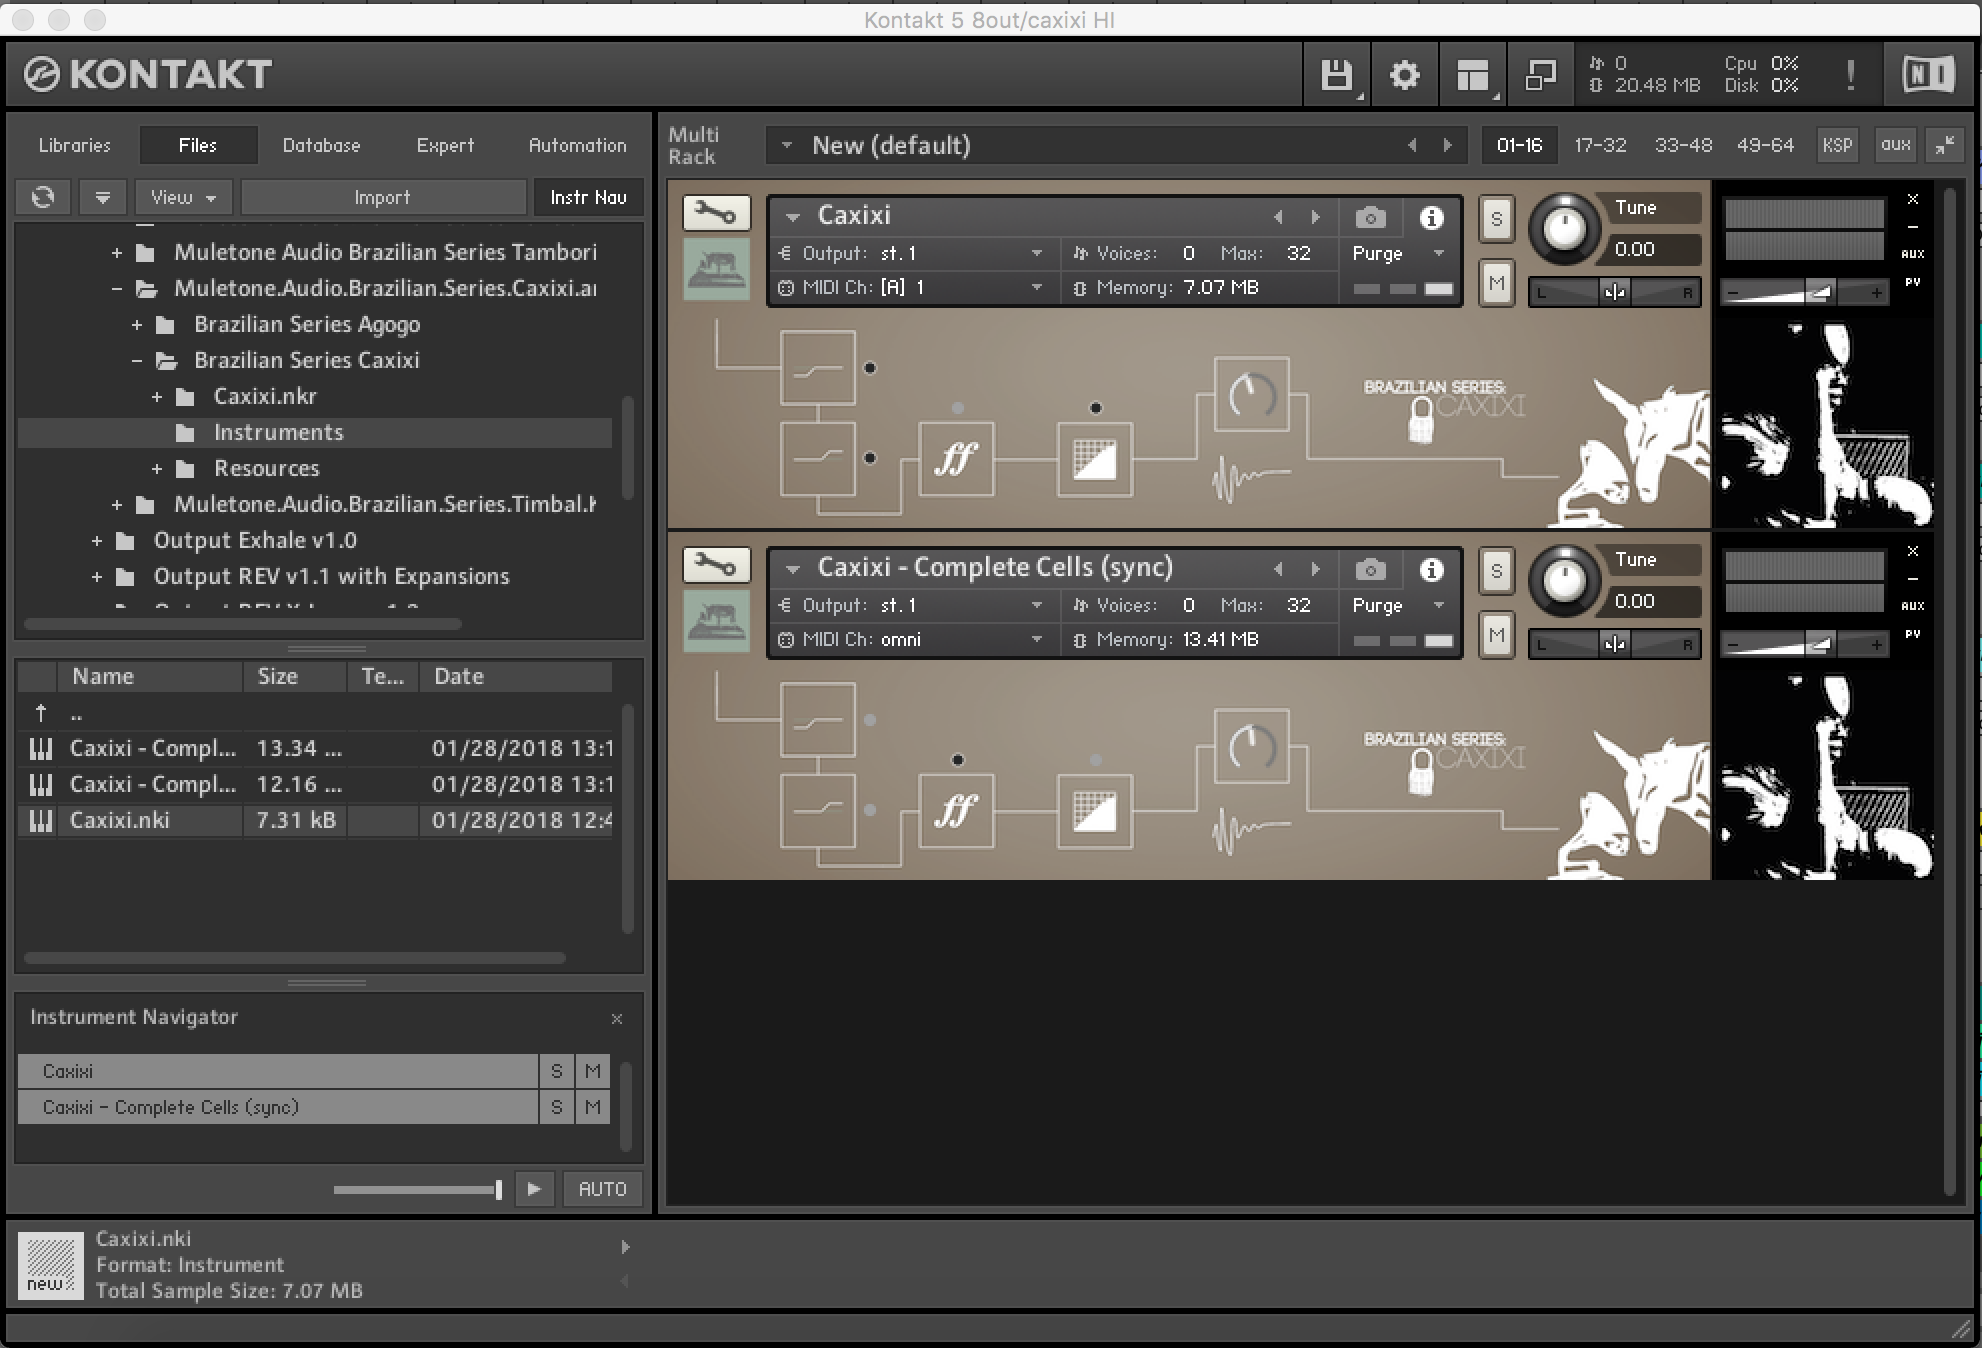 Kontakt 5 8out/caxixi HI
KONTAKT
0
20.48 MB
Cpu 0%
Disk 0%
!
NI
Libraries Files Database Expert Automation
View Import Instr Nav
Muletone Audio Brazilian Series Tambori
Muletone.Audio.Brazilian.Series.Caxixi.a
Brazilian Series Agogo
Brazilian Series Caxixi
Caxixi.nkr
Instruments
Resources
Muletone.Audio.Brazilian.Series.Timbal.
Output Exhale v1.0
Output REV v1.1 with Expansions
Name Size Te... Date
..
Caxixi - Compl... 13.34 ... 01/28/2018 13:1
Caxixi - Compl... 12.16 ... 01/28/2018 13:1
Caxixi.nki 7.31 kB 01/28/2018 12:4
Instrument Navigator ×
Caxixi S M
Caxixi - Complete Cells (sync) S M
AUTO
new
Caxixi.nki
Format: Instrument
Total Sample Size: 7.07 MB
Multi Rack
New (default)
01-16 17-32 33-48 49-64 KSP aux
Caxixi
Output: st. 1 Voices: 0 Max: 32 Purge
MIDI Ch: [A] 1 Memory: 7.07 MB
S
M
Tune
0.00
L R
×
-
AUX
PV
- +
ff
BRAZILIAN SERIES:
CAXIXI
Caxixi - Complete Cells (sync)
Output: st. 1 Voices: 0 Max: 32 Purge
MIDI Ch: omni Memory: 13.41 MB
S
M
Tune
0.00
L R
×
-
AUX
PV
- +
ff
BRAZILIAN SERIES:
CAXIXI